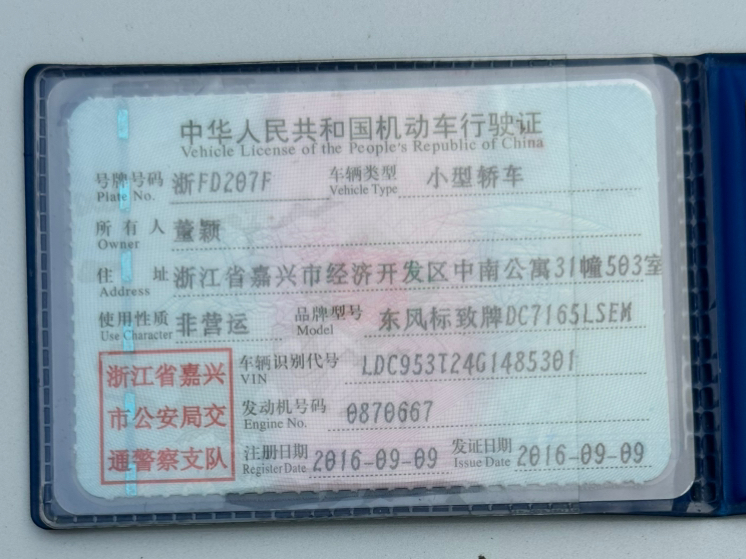 中华人民共和国机动车行驶证
Vehicle License of the People's Republic of China
号牌号码 浙FD207F 车辆类型 小型轿车
Plate No. Vehicle Type
所有人 董颖
Owner
住址 浙江省嘉兴市经济开发区中南公寓31幢503室
Address
使用性质 非营运 品牌型号 东风标致牌DC7165LSEM
Use Character Model
浙江省嘉兴
市公安局交
通警察支队
车辆识别代号 LDC953T24G1485301
VIN
发动机号码 0870667
Engine No.
注册日期 2016-09-09 发证日期 2016-09-09
Register Date Issue Date